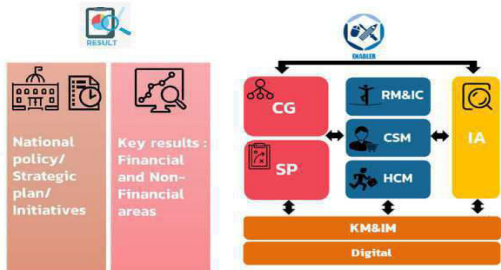 RESULT
National
policy/
Strategic
plan/
Initiatives
Key results :
Financial
and Non-
Financial
areas
ENABLER
CG
SP
RM&IC
CSM
HCM
IA
KM&IM
Digital